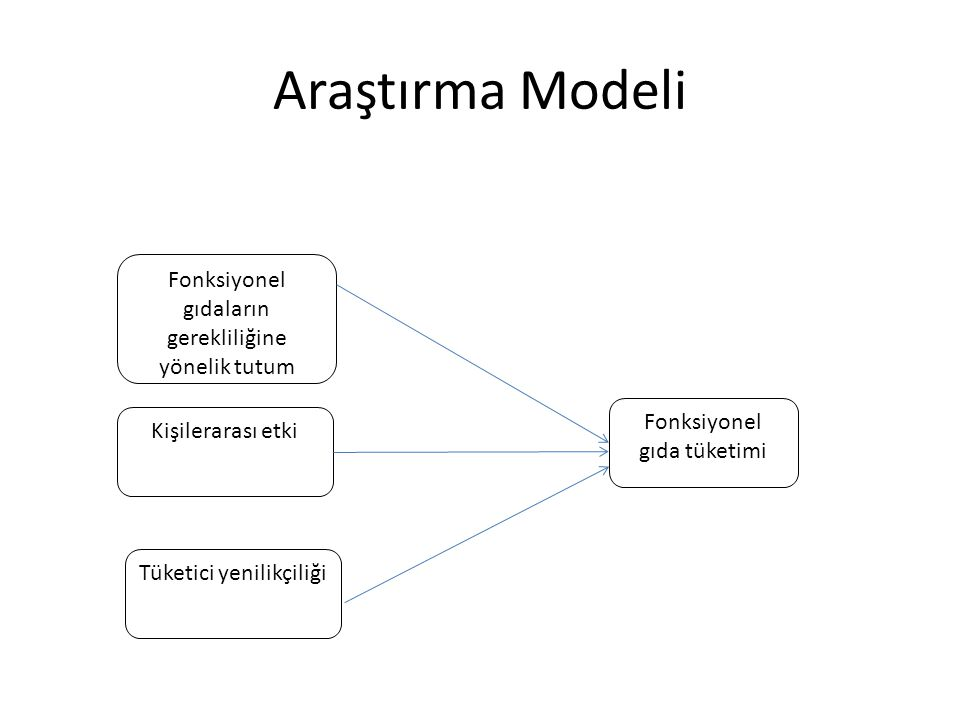 Araştırma Modeli
Fonksiyonel
gıdaların
gerekliliğine
yönelik tutum
Kişilerarası etki
Tüketici yenilikçiliği
Fonksiyonel
gıda tüketimi